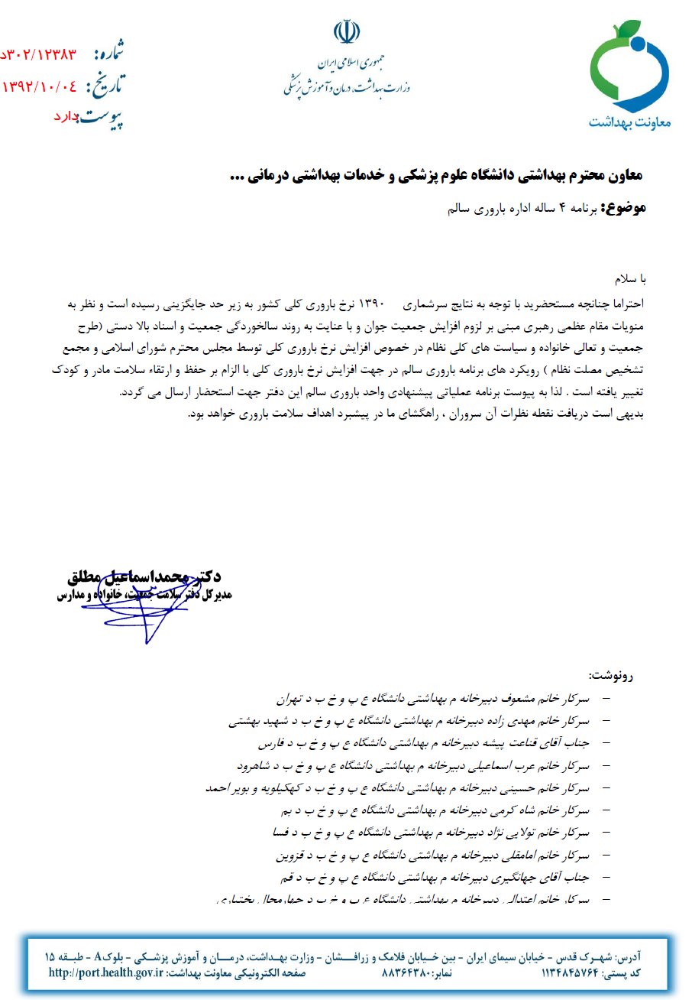 شماره: ۳۰۲/۱۲۳۸۳د
تاریخ: ۱۳۹۲/۱۰/۰٤
پیوست: دارد
جمهوری اسلامی ایران
وزارت بهداشت، درمان و آموزش پزشکی
معاونت بهداشت
معاون محترم بهداشتی دانشگاه علوم پزشکی و خدمات بهداشتی درمانی ...
موضوع: برنامه ۴ ساله اداره باروری سالم
با سلام
احتراما چنانچه مستحضرید با توجه به نتایج سرشماری ۱۳۹۰ نرخ باروری کلی کشور به زیر حد جایگزینی رسیده است و نظر به
منویات مقام عظمی رهبری مبنی بر لزوم افزایش جمعیت جوان و با عنایت به روند سالخوردگی جمعیت و اسناد بالا دستی (طرح
جمعیت و تعالی خانواده و سیاست های کلی نظام در خصوص افزایش نرخ باروری کلی توسط مجلس محترم شورای اسلامی و مجمع
تشخیص مصلت نظام ) رویکرد های برنامه باروری سالم در جهت افزایش نرخ باروری کلی با الزام بر حفظ و ارتقاء سلامت مادر و کودک
تغییر یافته است . لذا به پیوست برنامه عملیاتی پیشنهادی واحد باروری سالم این دفتر جهت استحضار ارسال می گردد.
بدیهی است دریافت نقطه نظرات آن سروران ، راهگشای ما در پیشبرد اهداف سلامت باروری خواهد بود.
دکتر محمداسماعیل مطلق
مدیرکل دفتر سلامت جمعیت، خانواده و مدارس
رونوشت:
– سرکار خانم مشعوف دبیرخانه م بهداشتی دانشگاه ع پ و خ ب د تهران
– سرکار خانم مهدی زاده دبیرخانه م بهداشتی دانشگاه ع پ و خ ب د شهید بهشتی
– جناب آقای قناعت پیشه دبیرخانه م بهداشتی دانشگاه ع پ و خ ب د فارس
– سرکار خانم عرب اسماعیلی دبیرخانه م بهداشتی دانشگاه ع پ و خ ب د شاهرود
– سرکار خانم حسینی دبیرخانه م بهداشتی دانشگاه ع پ و خ ب د کهکیلویه و بویر احمد
– سرکار خانم شاه کرمی دبیرخانه م بهداشتی دانشگاه ع پ و خ ب د بم
– سرکار خانم تولایی نژاد دبیرخانه م بهداشتی دانشگاه ع پ و خ ب د فسا
– سرکار خانم امامقلی دبیرخانه م بهداشتی دانشگاه ع پ و خ ب د قزوین
– جناب آقای جهانگیری دبیرخانه م بهداشتی دانشگاه ع پ و خ ب د قم
– سرکار خانم اعتدالی دبیرخانه م بهداشتی دانشگاه ع پ و خ ب د چهارمحال بختیاری
آدرس: شهرک قدس - خیابان سیمای ایران - بین خیابان فلامک و زرافشان - وزارت بهداشت، درمان و آموزش پزشکی - بلوک A - طبقه ۱۵
کد پستی: ۱۱۳۴۸۴۵۷۶۴ نمابر: ۸۸۳۶۴۳۸۰ صفحه الکترونیکی معاونت بهداشت: http://port.health.gov.ir